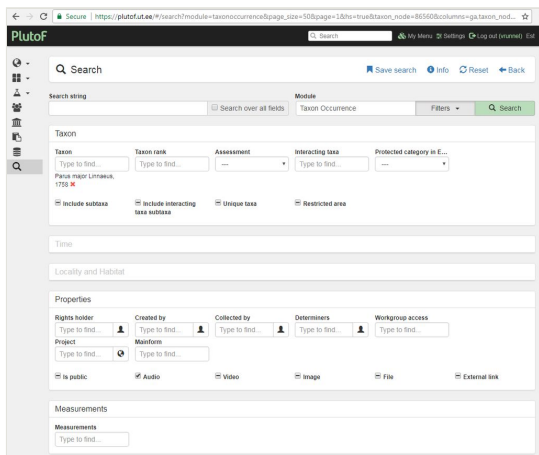 Secure https://plutof.ut.ee/#/search?module=taxonoccurrence&page_size=50&page=1&hs=true&taxon_node=86560&columns=ga.taxon_nod...
PlutoF Search My Menu Settings Log out (vrunnel) Est
Search Save search Info Reset Back
Search string Module
Search over all fields Taxon Occurrence Filters Search
Taxon
Taxon Taxon rank Assessment Interacting taxa Protected category in E...
Type to find... Type to find... --- Type to find... ---
Parus major Linnaeus,
1758
Include subtaxa Include interacting Unique taxa Restricted area
taxa subtaxa
Time
Locality and Habitat
Properties
Rights holder Created by Collected by Determiners Workgroup access
Type to find... Type to find... Type to find... Type to find... Type to find...
Project Mainform
Type to find... Type to find...
Is public Audio Video Image File External link
Measurements
Measurements
Type to find...